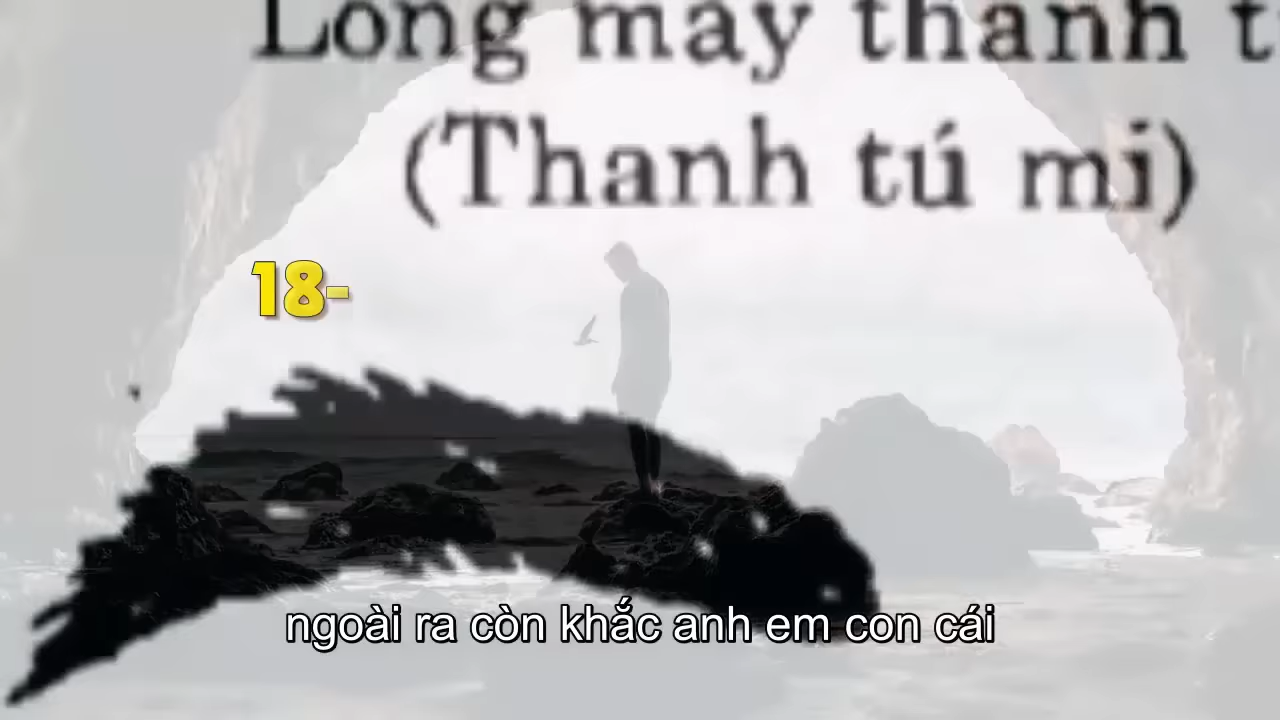 Lông mày thanh t
(Thanh tú mi)
18-
ngoài ra còn khắc anh em con cái